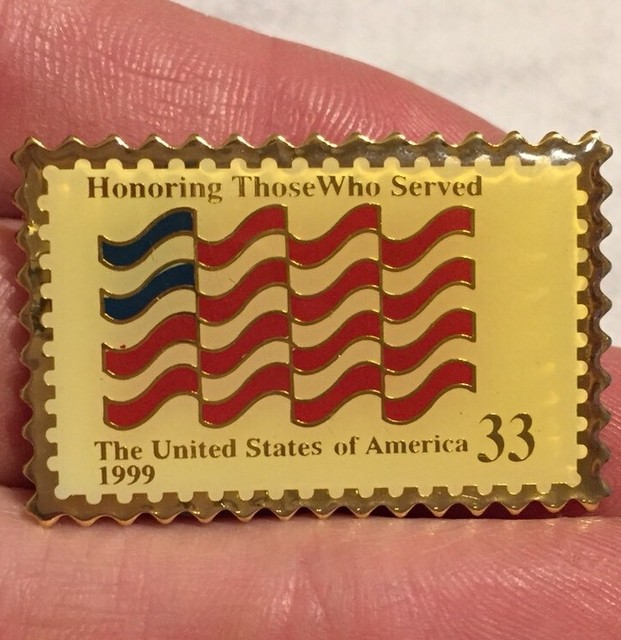 Honoring ThoseWho Served
The United States of America 33
1999